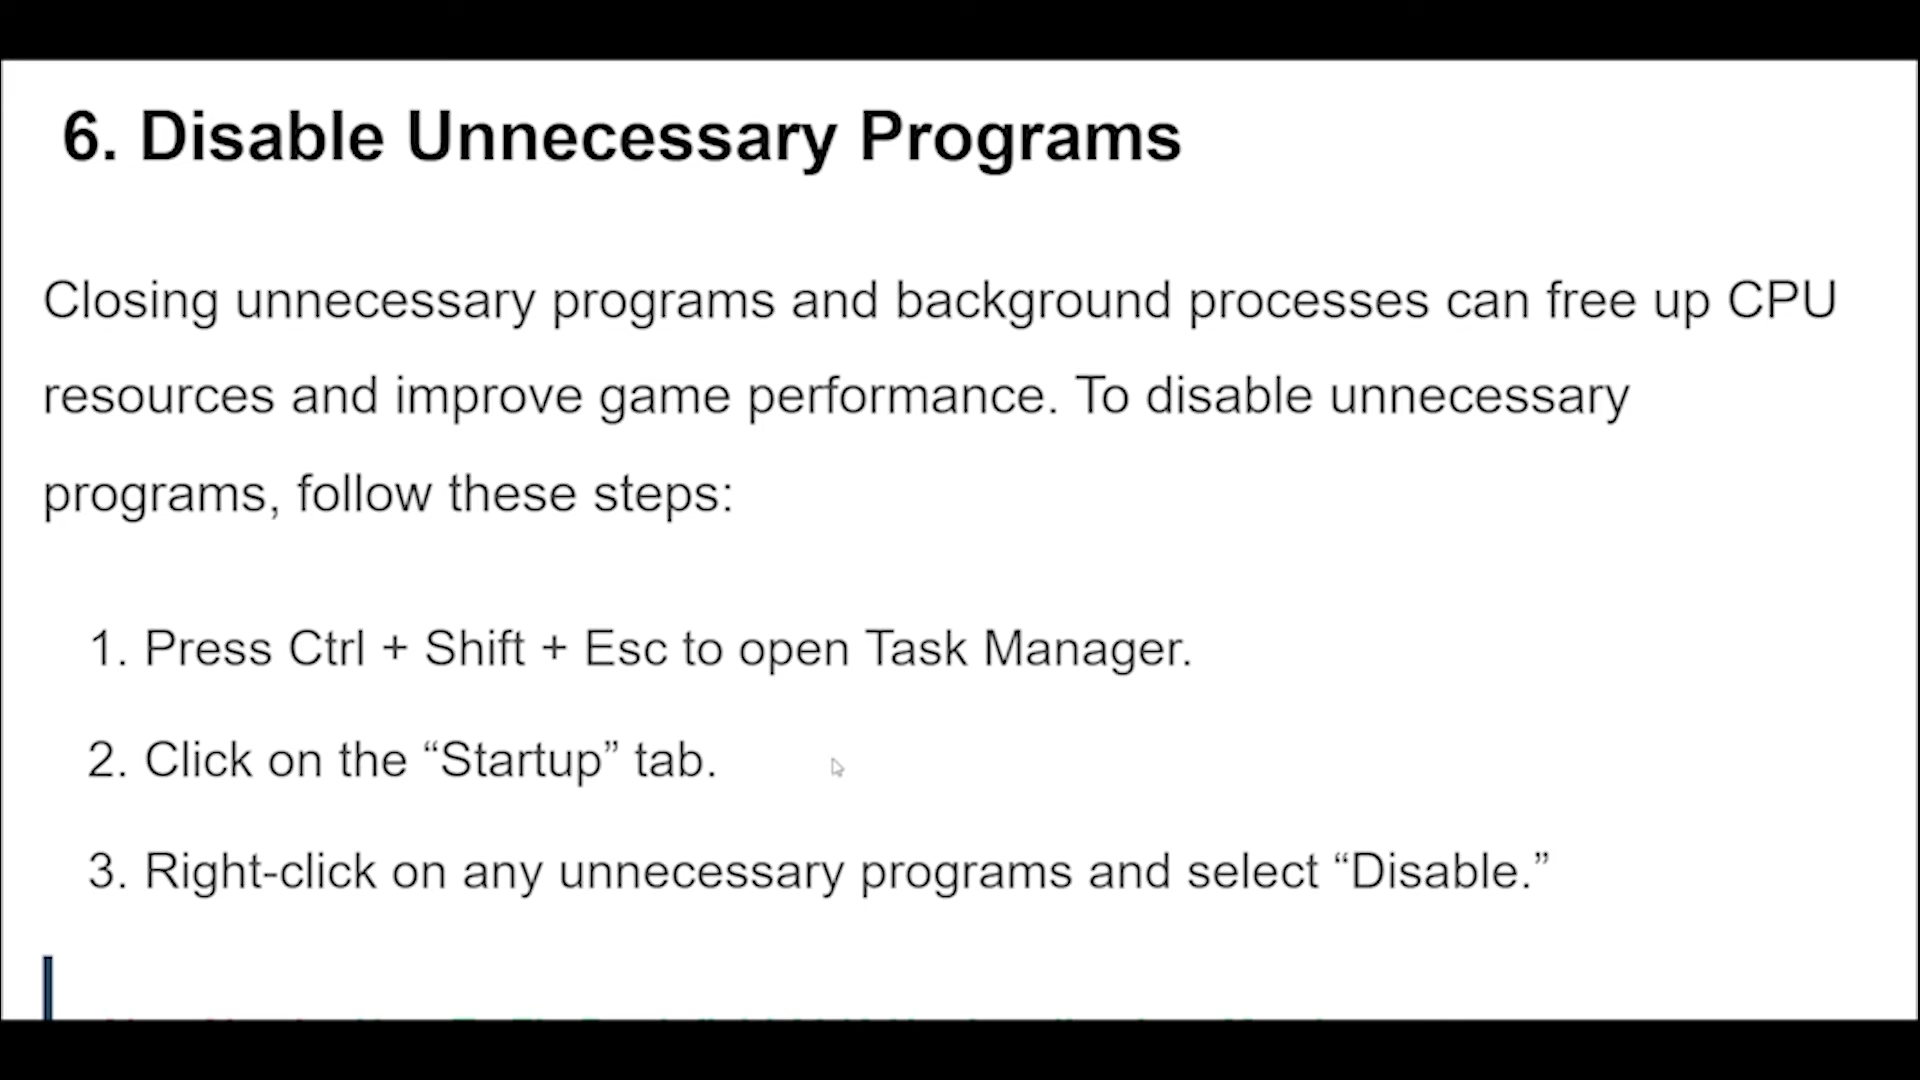 6. Disable Unnecessary Programs
Closing unnecessary programs and background processes can free up CPU
resources and improve game performance. To disable unnecessary
programs, follow these steps:
1. Press Ctrl + Shift + Esc to open Task Manager.
2. Click on the “Startup” tab.
3. Right-click on any unnecessary programs and select “Disable.”